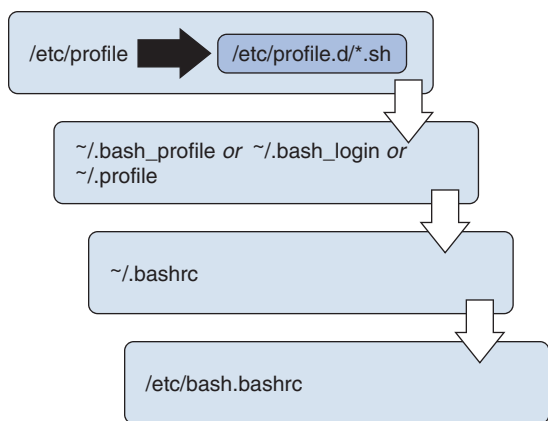 /etc/profile /etc/profile.d/*.sh
~/.bash_profile or ~/.bash_login or
~/.profile
~/.bashrc
/etc/bash.bashrc